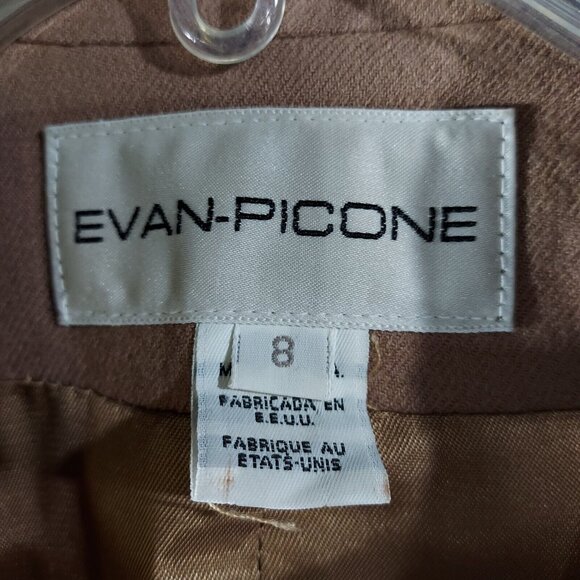 EVAN-PICONE
8
FABRICADA EN
E.E.U.U.
FABRIQUE AU
ETATS-UNIS